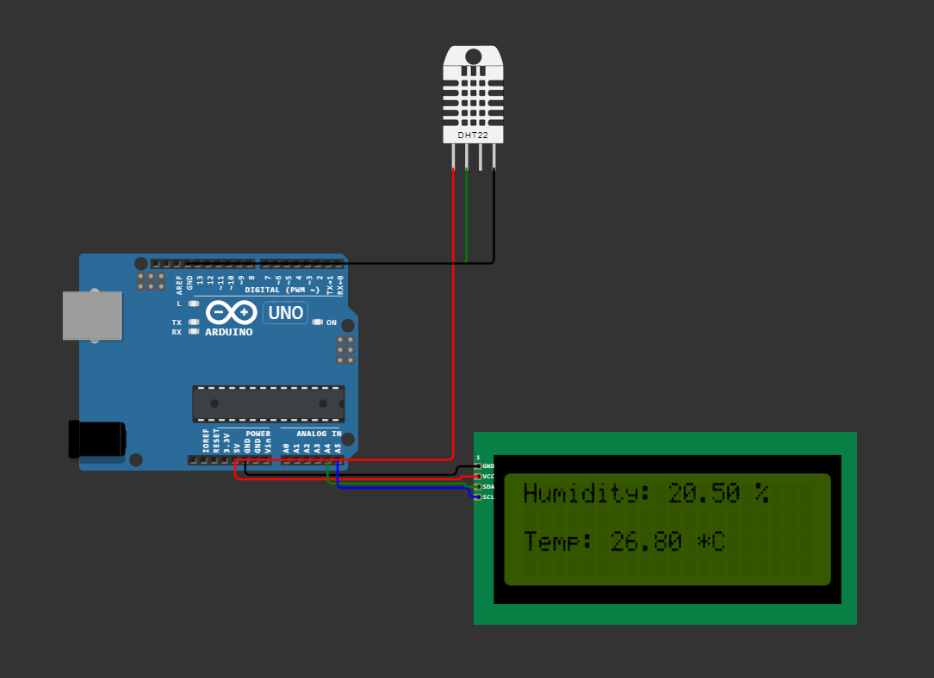 DHT22
AREF
GND
13
12
~11
~10
~9
8
7
~6
~5
4
~3
2
TX→1
RX←0
DIGITAL (PWM ~)
L
TX
RX
ARDUINO
UNO
ON
POWER
ANALOG IN
IOREF
RESET
3.3V
5V
GND
GND
Vin
A0
A1
A2
A3
A4
A5
1
GND
VCC
SDA
SCL
Humidity: 20.50 %
Temp: 26.80 *C